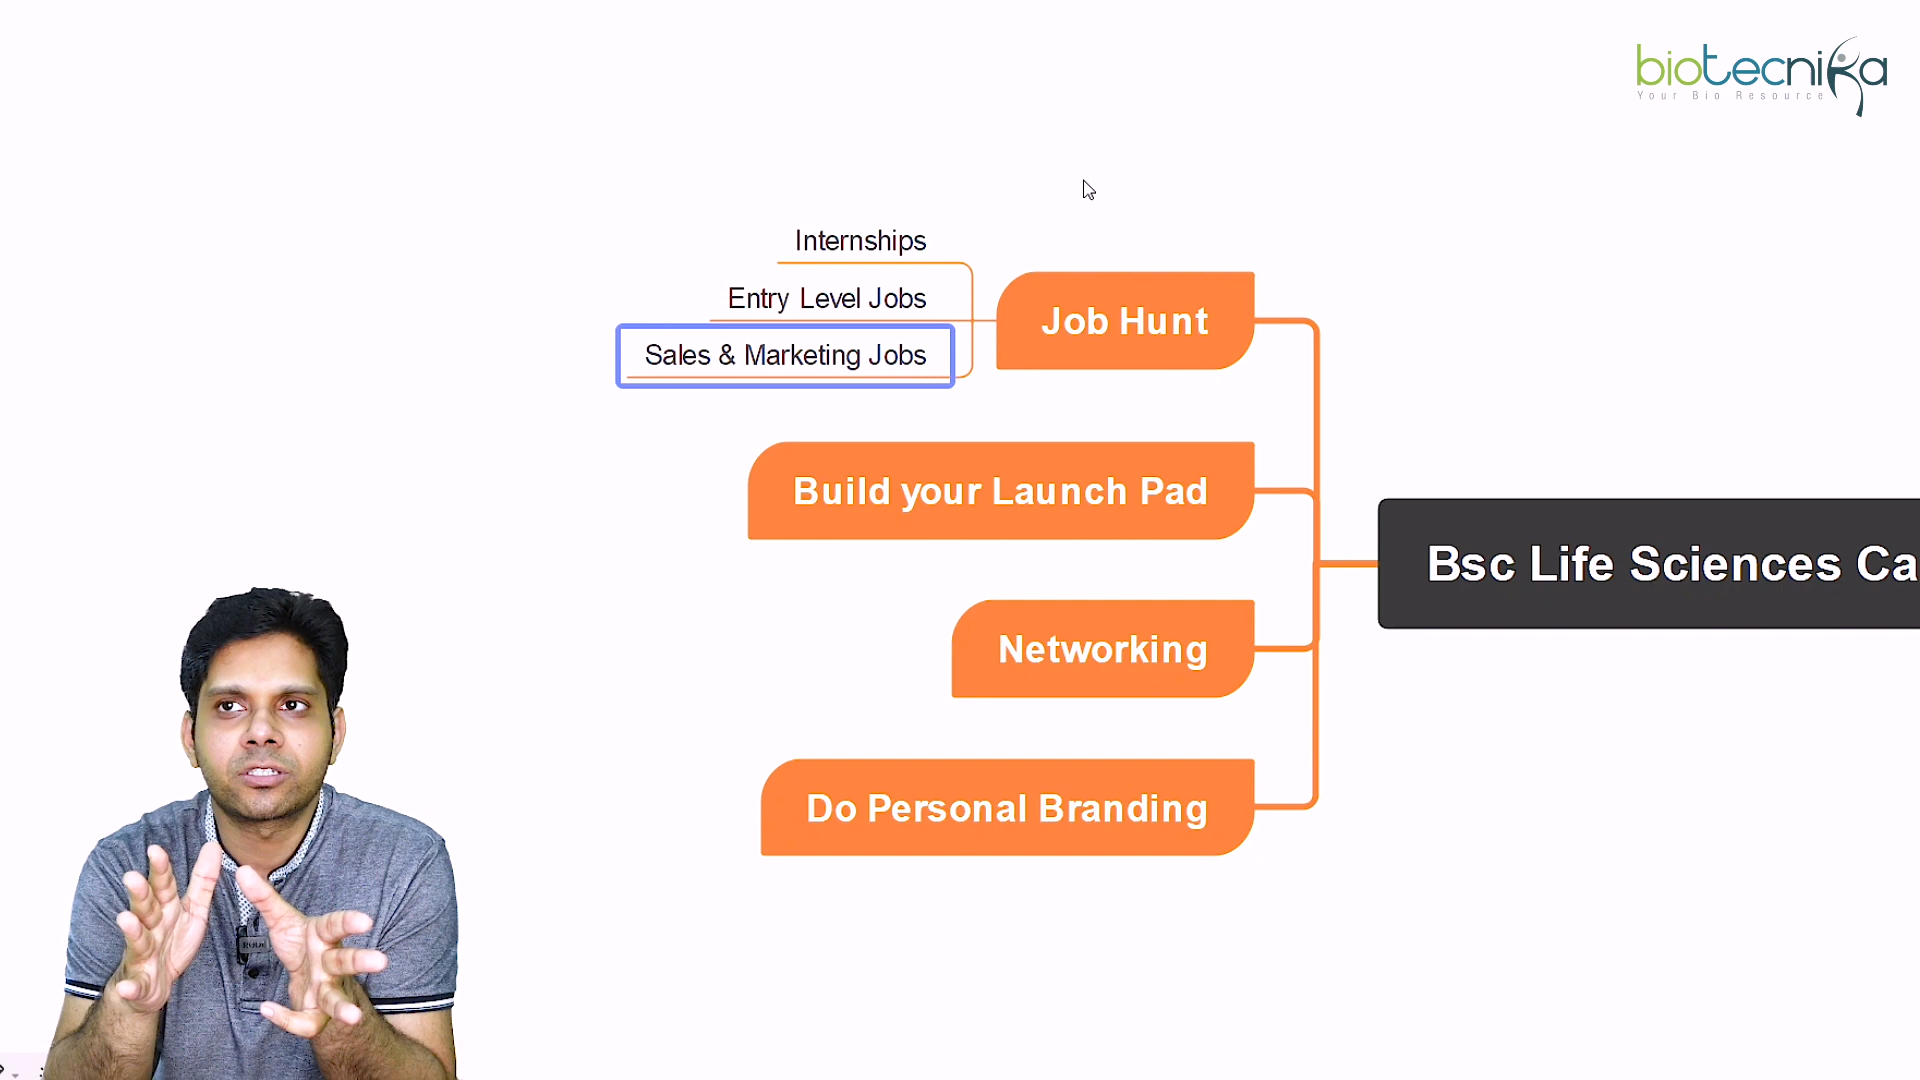 biotecnika
Your Bio Resource
Internships
Entry Level Jobs
Sales & Marketing Jobs
Job Hunt
Build your Launch Pad
Bsc Life Sciences Ca
Networking
Do Personal Branding